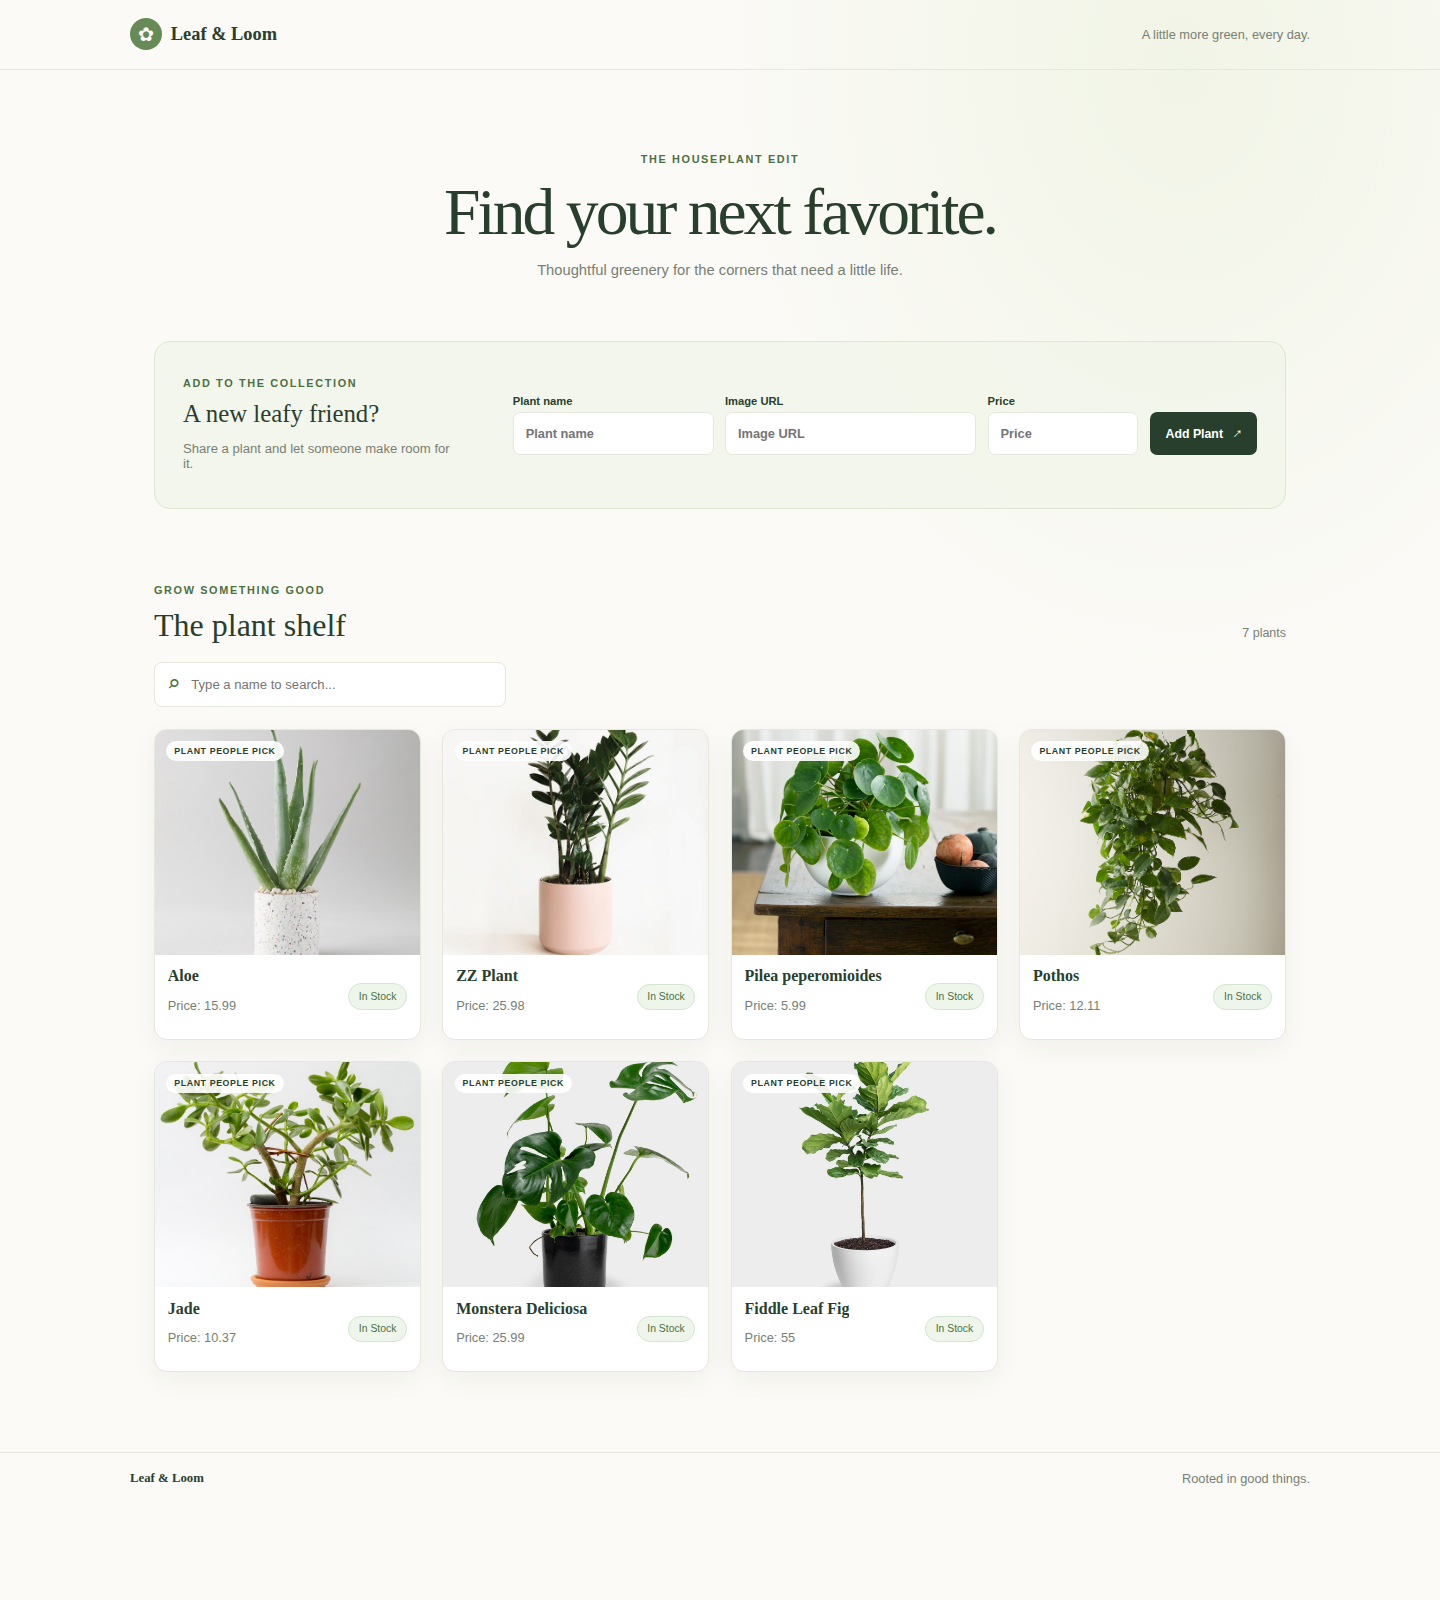 Leaf & Loom
A little more green, every day.
THE HOUSEPLANT EDIT
Find your next favorite.
Thoughtful greenery for the corners that need a little life.
ADD TO THE COLLECTION
A new leafy friend?
Share a plant and let someone make room for
it.
Plant name
Image URL
Price
Plant name
Image URL
Price
Add Plant ↗
GROW SOMETHING GOOD
The plant shelf
7 plants
Type a name to search...
PLANT PEOPLE PICK
Aloe
Price: 15.99
In Stock
PLANT PEOPLE PICK
ZZ Plant
Price: 25.98
In Stock
PLANT PEOPLE PICK
Pilea peperomioides
Price: 5.99
In Stock
PLANT PEOPLE PICK
Pothos
Price: 12.11
In Stock
PLANT PEOPLE PICK
Jade
Price: 10.37
In Stock
PLANT PEOPLE PICK
Monstera Deliciosa
Price: 25.99
In Stock
PLANT PEOPLE PICK
Fiddle Leaf Fig
Price: 55
In Stock
Leaf & Loom
Rooted in good things.